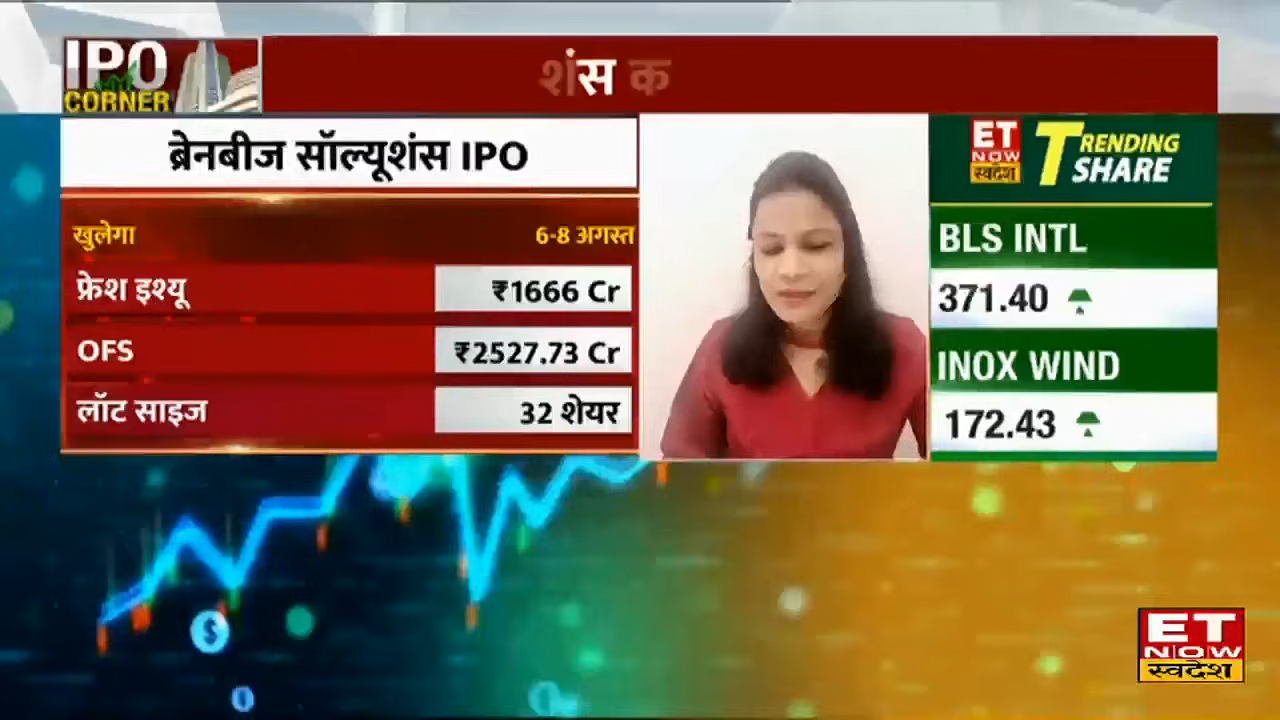 IPO
CORNER
शंस क
ब्रेनबीज सॉल्यूशंस IPO
खुलेगा 6-8 अगस्त
फ्रेश इश्यू ₹1666 Cr
OFS ₹2527.73 Cr
लॉट साइज 32 शेयर
ET
NOW
स्वदेश
TRENDING
SHARE
BLS INTL
371.40
INOX WIND
172.43
ET
NOW
स्वदेश